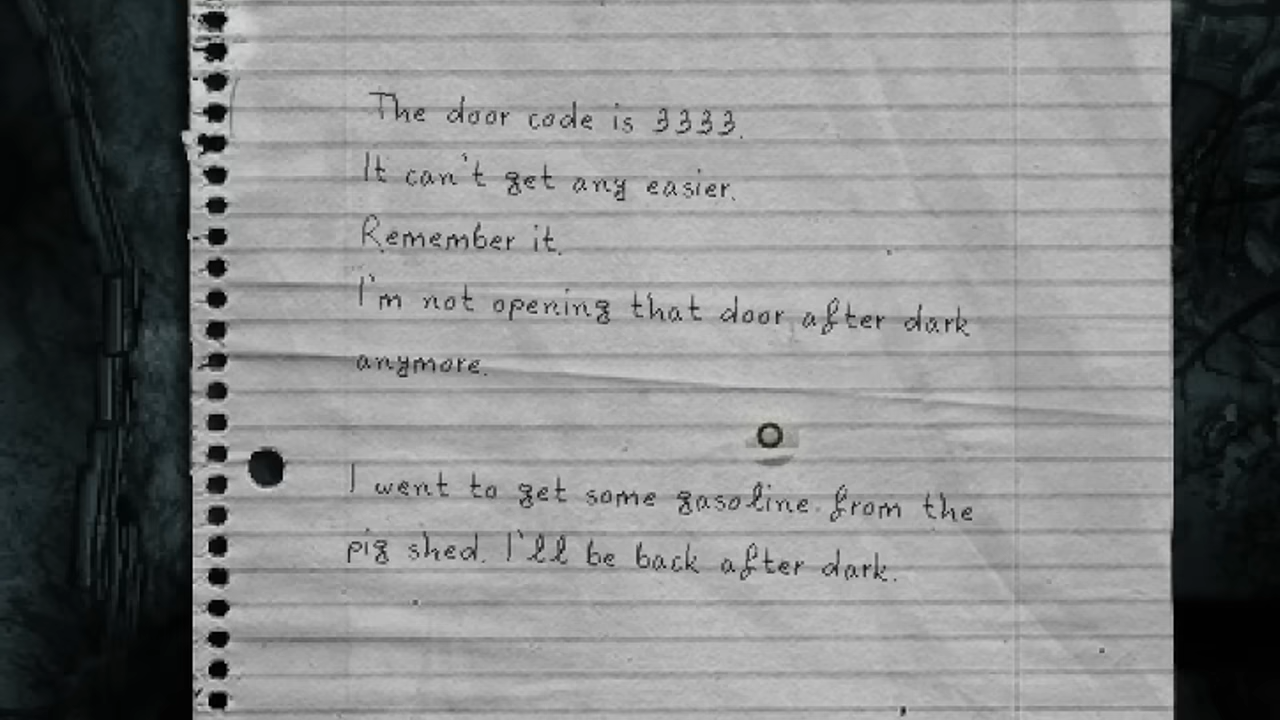 The door code is 3333.
It can't get any easier.
Remember it.
I'm not opening that door after dark
anymore.
I went to get some gasoline from the
pig shed. I'll be back after dark.